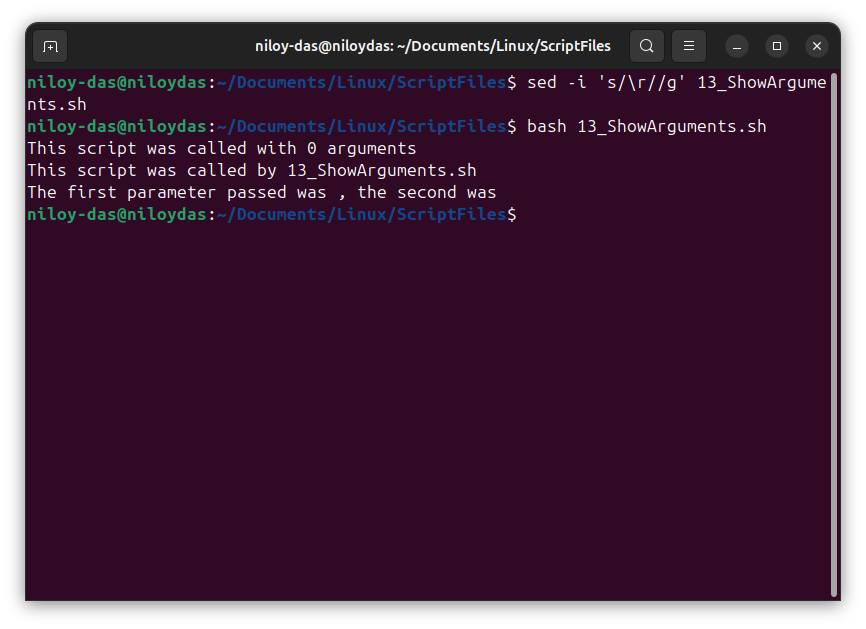 niloy-das@niloydas: ~/Documents/Linux/ScriptFiles
niloy-das@niloydas:~/Documents/Linux/ScriptFiles$ sed -i 's/\r//g' 13_ShowArgume
nts.sh
niloy-das@niloydas:~/Documents/Linux/ScriptFiles$ bash 13_ShowArguments.sh
This script was called with 0 arguments
This script was called by 13_ShowArguments.sh
The first parameter passed was , the second was
niloy-das@niloydas:~/Documents/Linux/ScriptFiles$